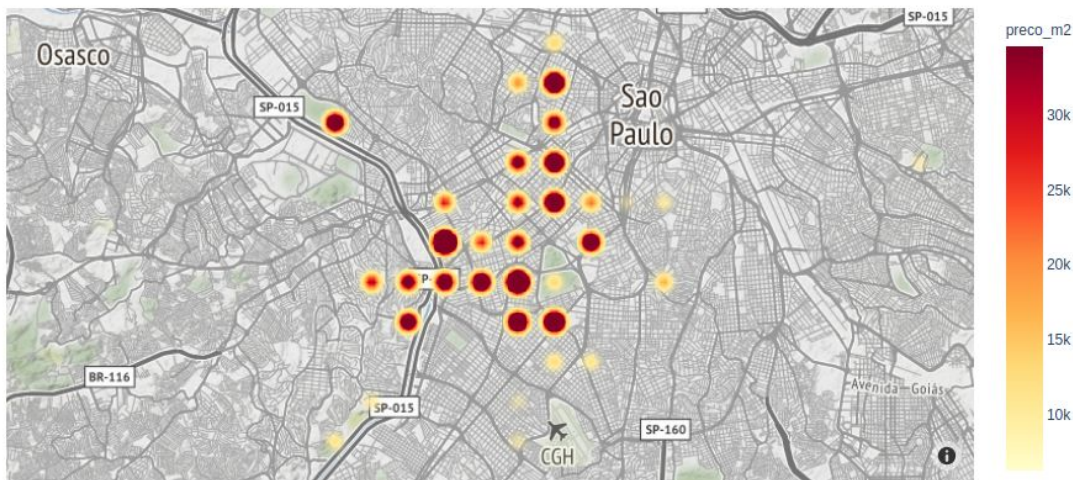 SP-015
preco_m2
Osasco
SP-015
Sao
Paulo
30k
25k
20k
P-
15k
BR-116
Avenida Goiás
SP-015
10k
SP-160
CGH